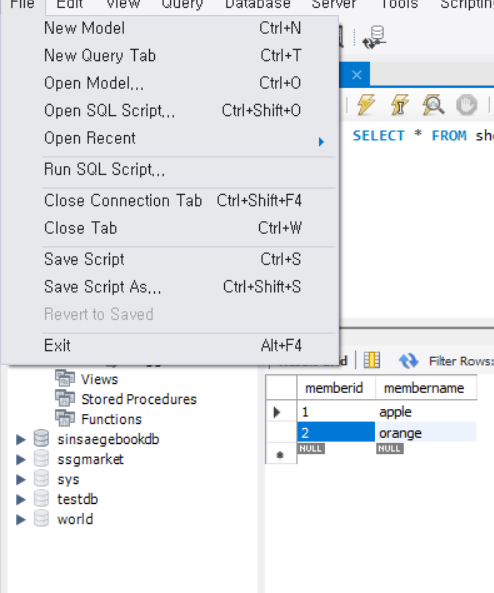 File Edit View Query Database Server Tools Scripting
New Model Ctrl+N
New Query Tab Ctrl+T
Open Model... Ctrl+O
Open SQL Script... Ctrl+Shift+O
Open Recent
Run SQL Script...
Close Connection Tab Ctrl+Shift+F4
Close Tab Ctrl+W
Save Script Ctrl+S
Save Script As... Ctrl+Shift+S
Revert to Saved
Exit Alt+F4
SELECT * FROM sh
Views
Stored Procedures
Functions
sinsaegebookdb
ssgmarket
sys
testdb
world
Filter Rows:
memberid membername
1 apple
2 orange
NULL NULL